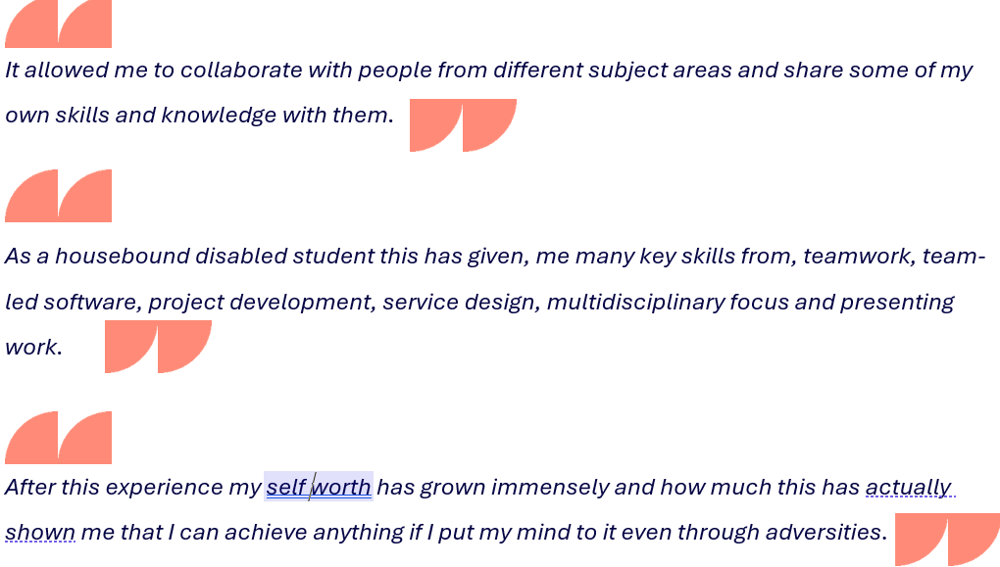 It allowed me to collaborate with people from different subject areas and share some of my
own skills and knowledge with them.
As a housebound disabled student this has given, me many key skills from, teamwork, team-
led software, project development, service design, multidisciplinary focus and presenting
work.
After this experience my self worth has grown immensely and how much this has actually
shown me that I can achieve anything if I put my mind to it even through adversities.